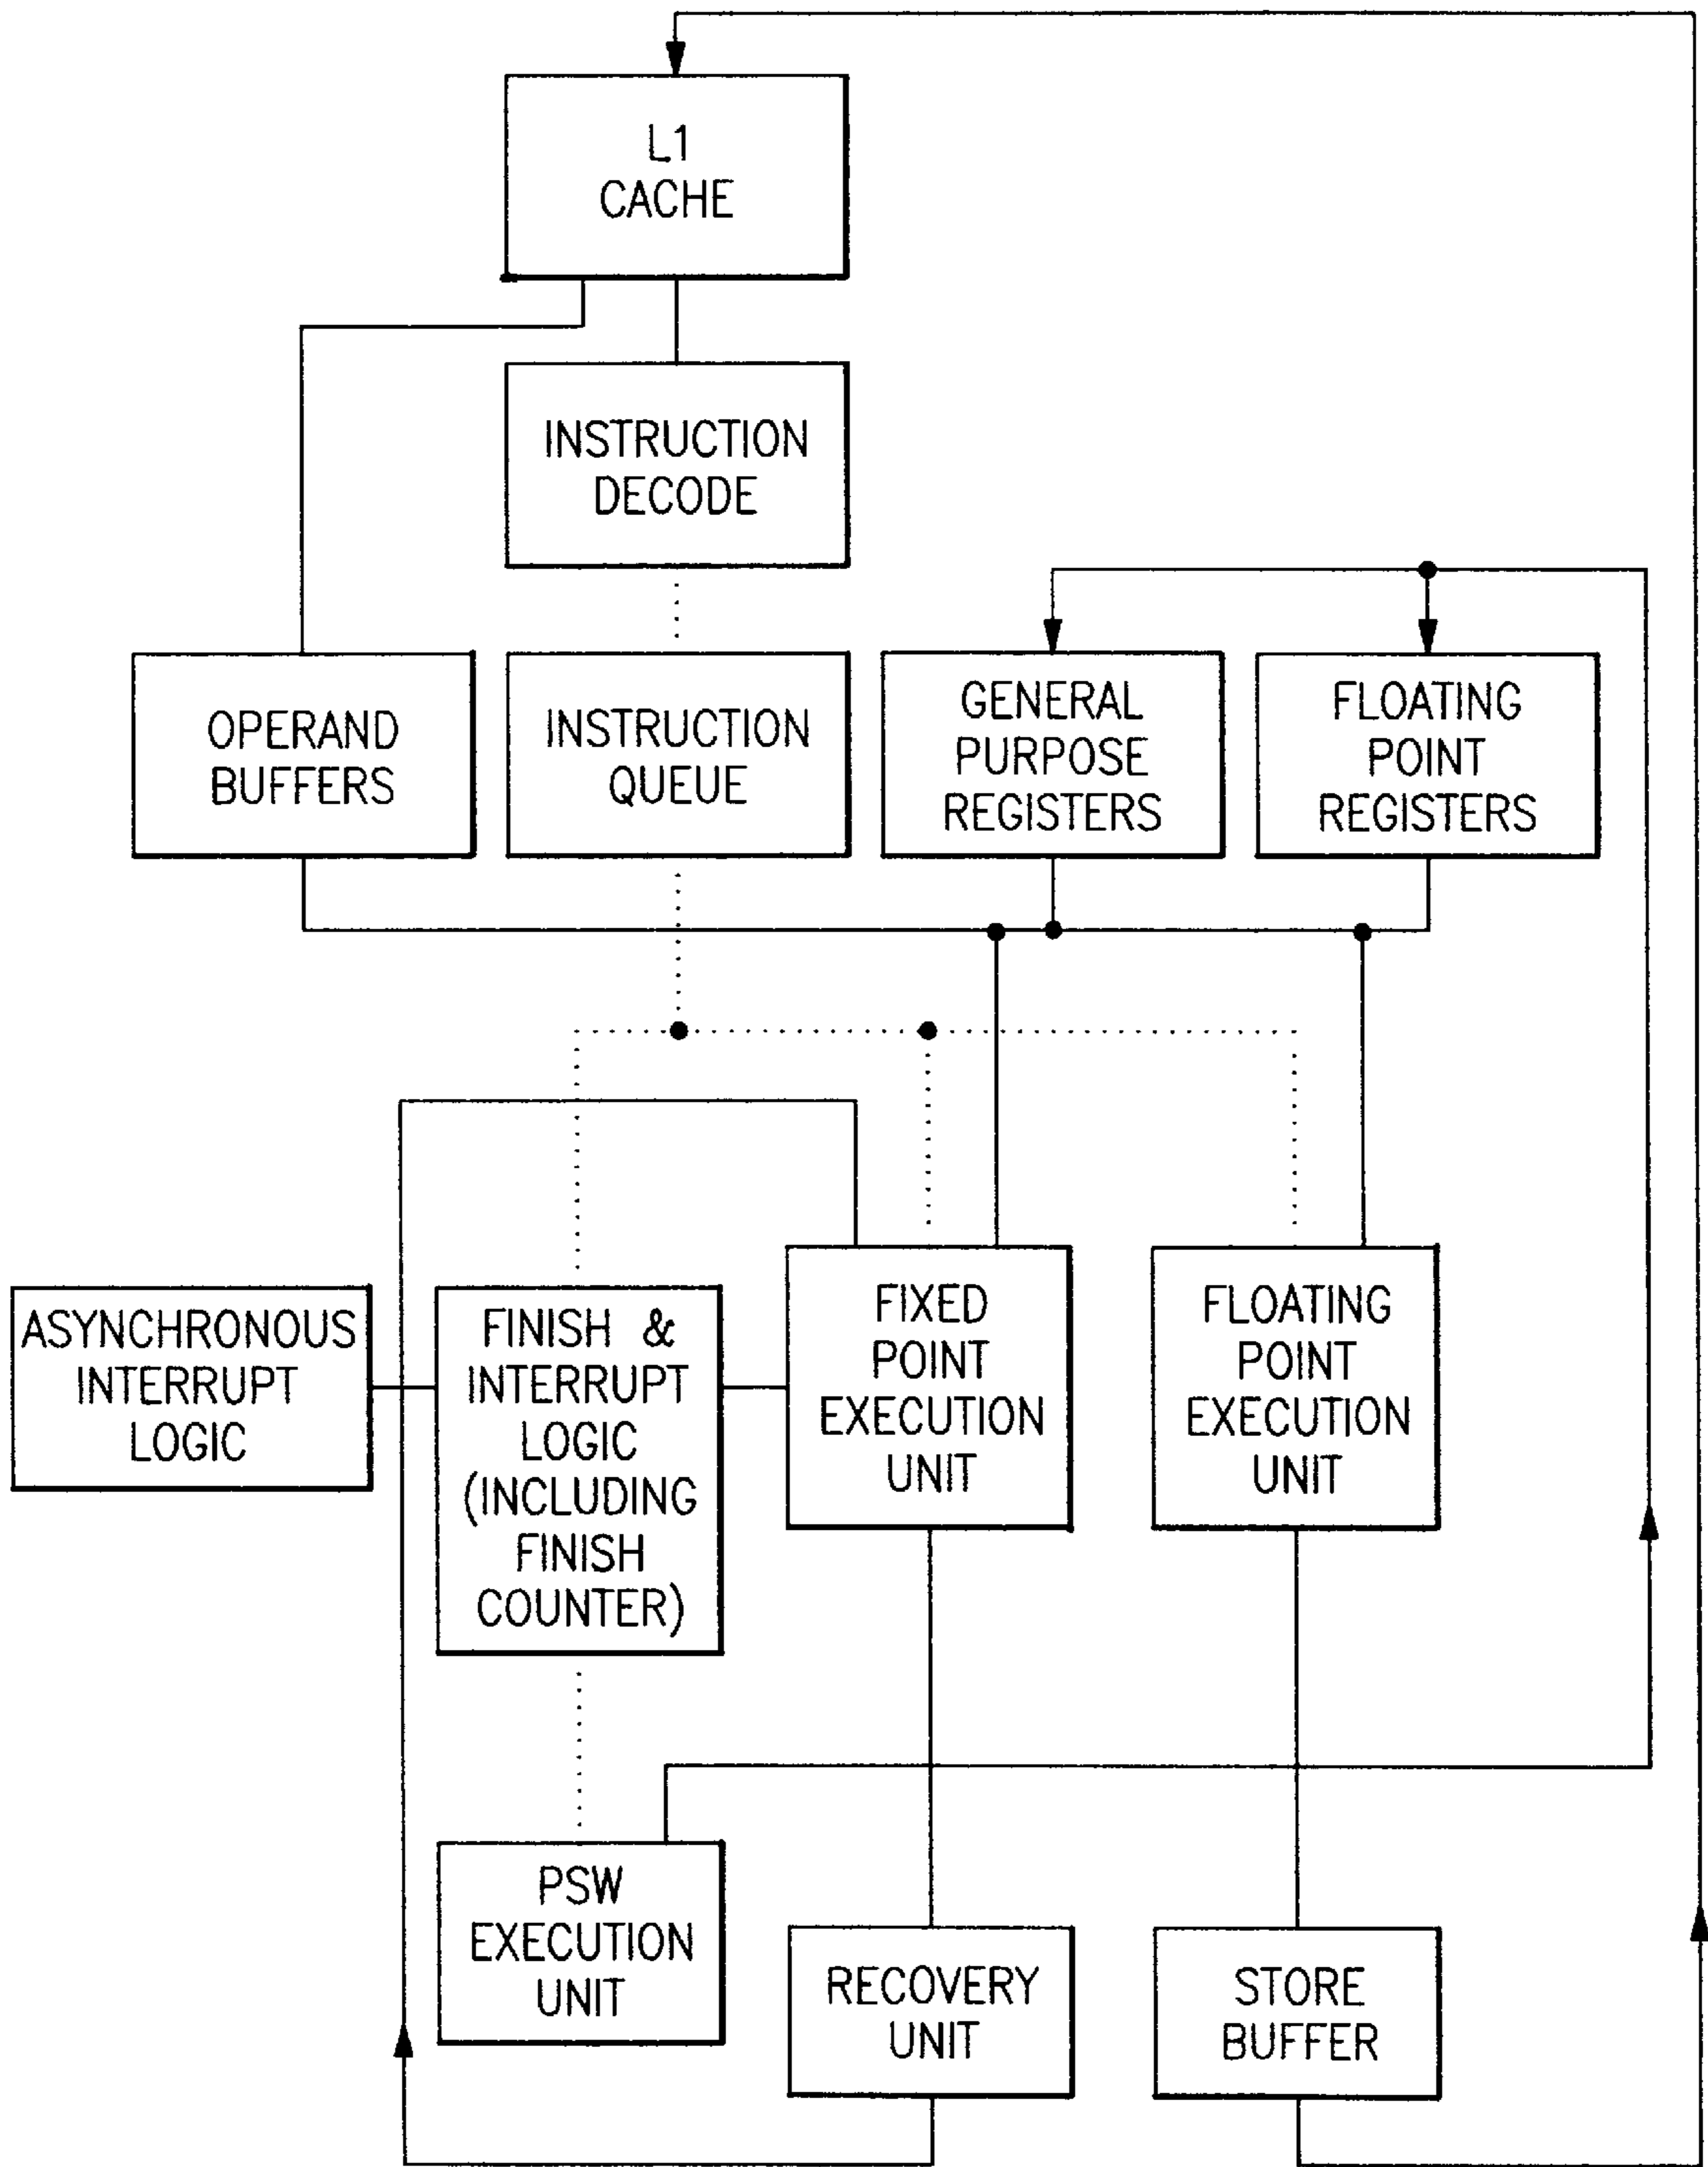 L1
CACHE
INSTRUCTION
DECODE
OPERAND
BUFFERS
INSTRUCTION
QUEUE
GENERAL
PURPOSE
REGISTERS
FLOATING
POINT
REGISTERS
ASYNCHRONOUS
INTERRUPT
LOGIC
FINISH &
INTERRUPT
LOGIC
(INCLUDING
FINISH
COUNTER)
FIXED
POINT
EXECUTION
UNIT
FLOATING
POINT
EXECUTION
UNIT
PSW
EXECUTION
UNIT
RECOVERY
UNIT
STORE
BUFFER